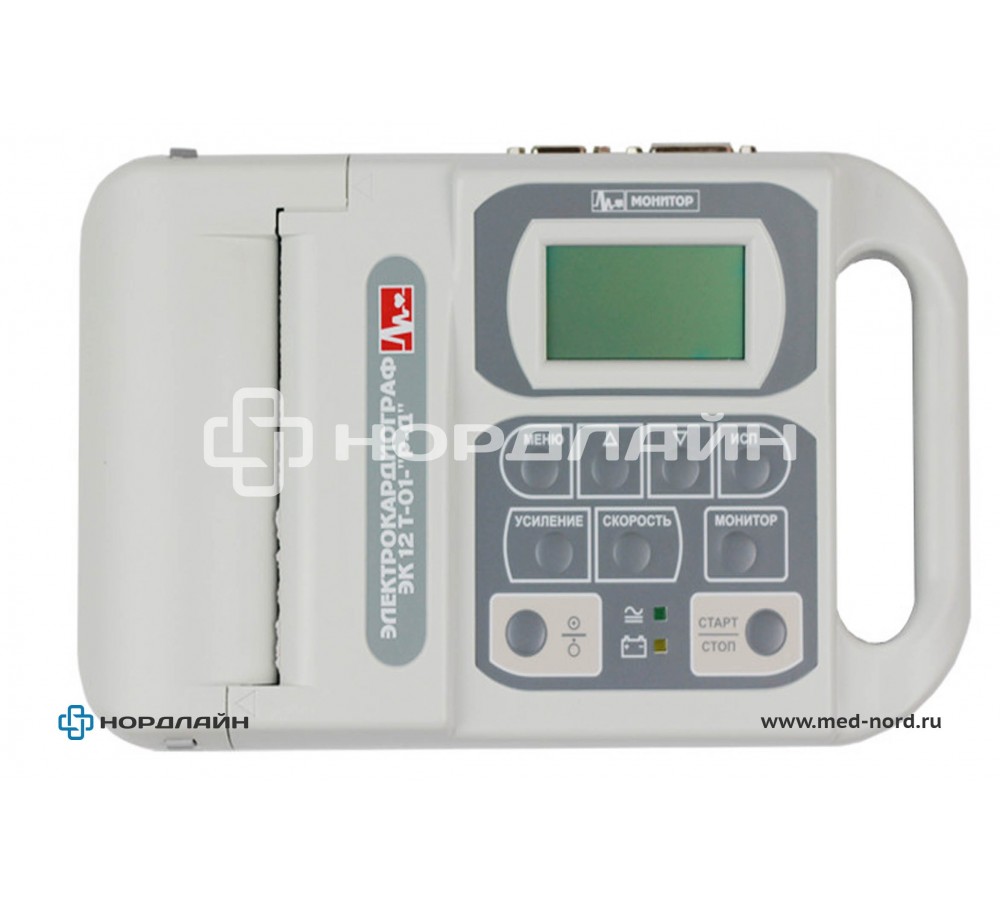 МОНИТОР
ЭЛЕКТРОКАРДИОГРАФ
ЭК 12 Т-01-"Р-Д"
НОРДЛАЙН
МЕНЮ
ИСП
УСИЛЕНИЕ
СКОРОСТЬ
МОНИТОР
СТАРТ
СТОП
НОРДЛАЙН
www.med-nord.ru